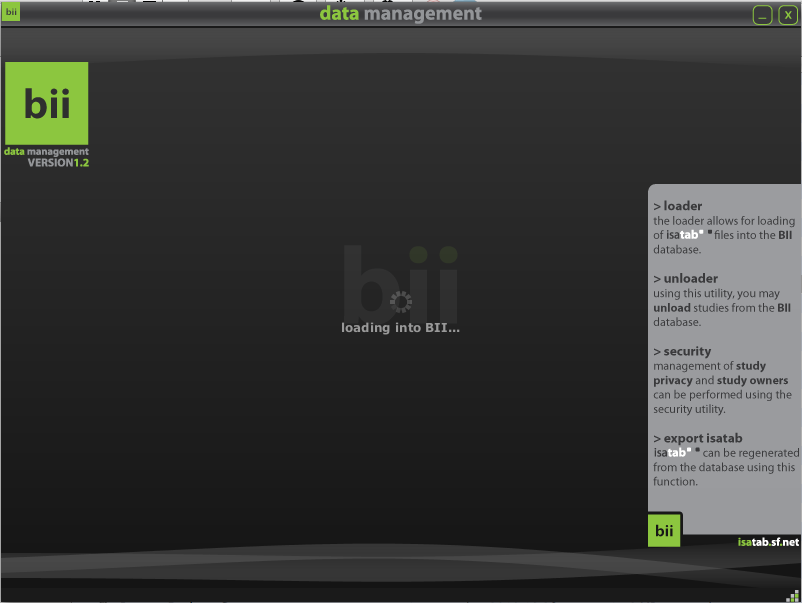 bii
data management
X
bii
data management
VERSION1.2
bii
loading into BII...
> loader
the loader allows for loading
of isatab files into the BII
database.
> unloader
using this utility, you may
unload studies from the BII
database.
> security
management of study
privacy and study owners
can be performed using the
security utility.
> export isatab
isatab can be regenerated
from the database using this
function.
bii
isatab.sf.net